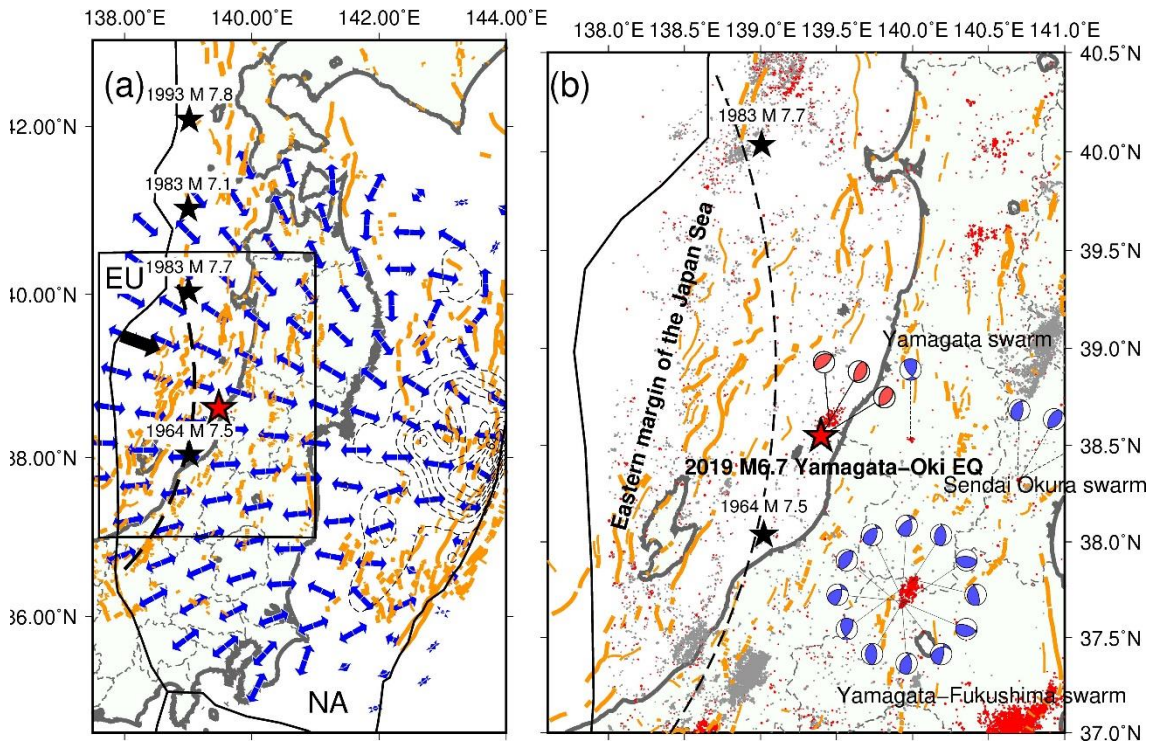 138.00°E 140.00°E 142.00°E 144.00°E
(a)
1993 M 7.8
42.00°N
1983 M 7.1
EU
1983 M 7.7
40.00°N
1964 M 7.5
38.00°N
36.00°N
NA
138.0°E 138.5°E 139.0°E 139.5°E 140.0°E 140.5°E 141.0°E
40.5°N
(b)
1983 M 7.7
40.0°N
39.5°N
Eastern margin of the Japan Sea
Yamagata swarm
39.0°N
38.5°N
2019 M6.7 Yamagata−Oki EQ
Sendai Okura swarm
1964 M 7.5
38.0°N
37.5°N
Yamagata−Fukushima swarm
37.0°N